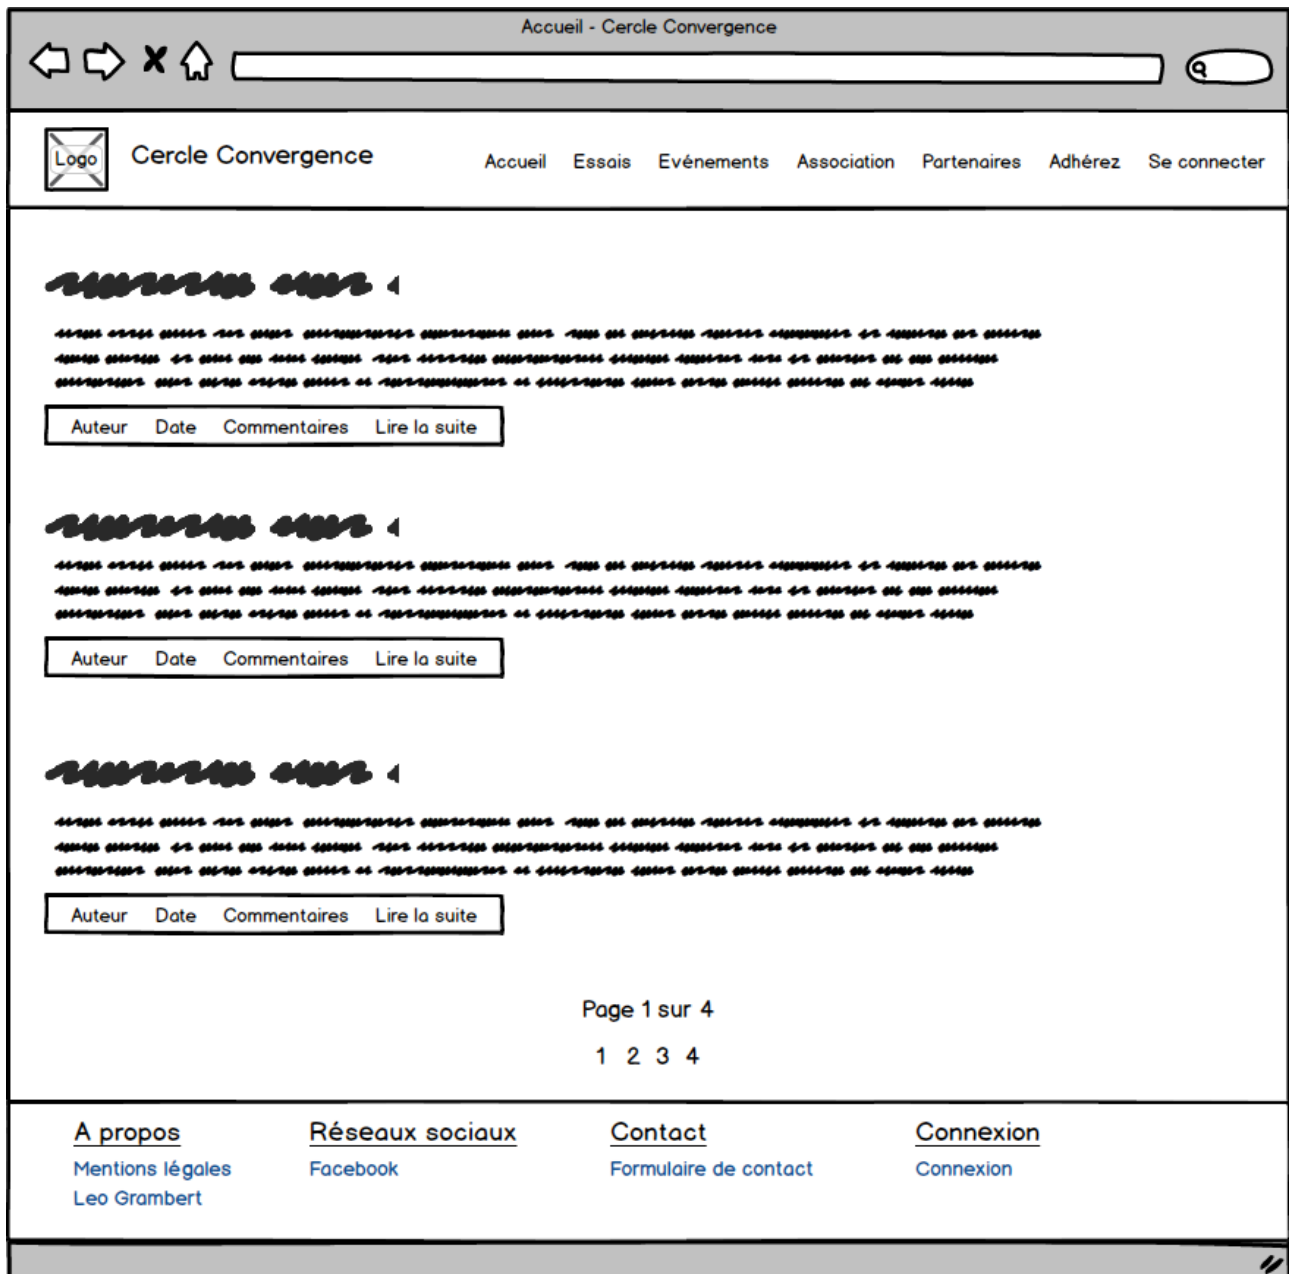 Accueil - Cercle Convergence
Logo
Cercle Convergence
Accueil Essais Evénements Association Partenaires Adhérez Se connecter
Auteur Date Commentaires Lire la suite
Auteur Date Commentaires Lire la suite
Auteur Date Commentaires Lire la suite
Page 1 sur 4
1 2 3 4
A propos Réseaux sociaux Contact Connexion
Mentions légales Facebook Formulaire de contact Connexion
Leo Grambert